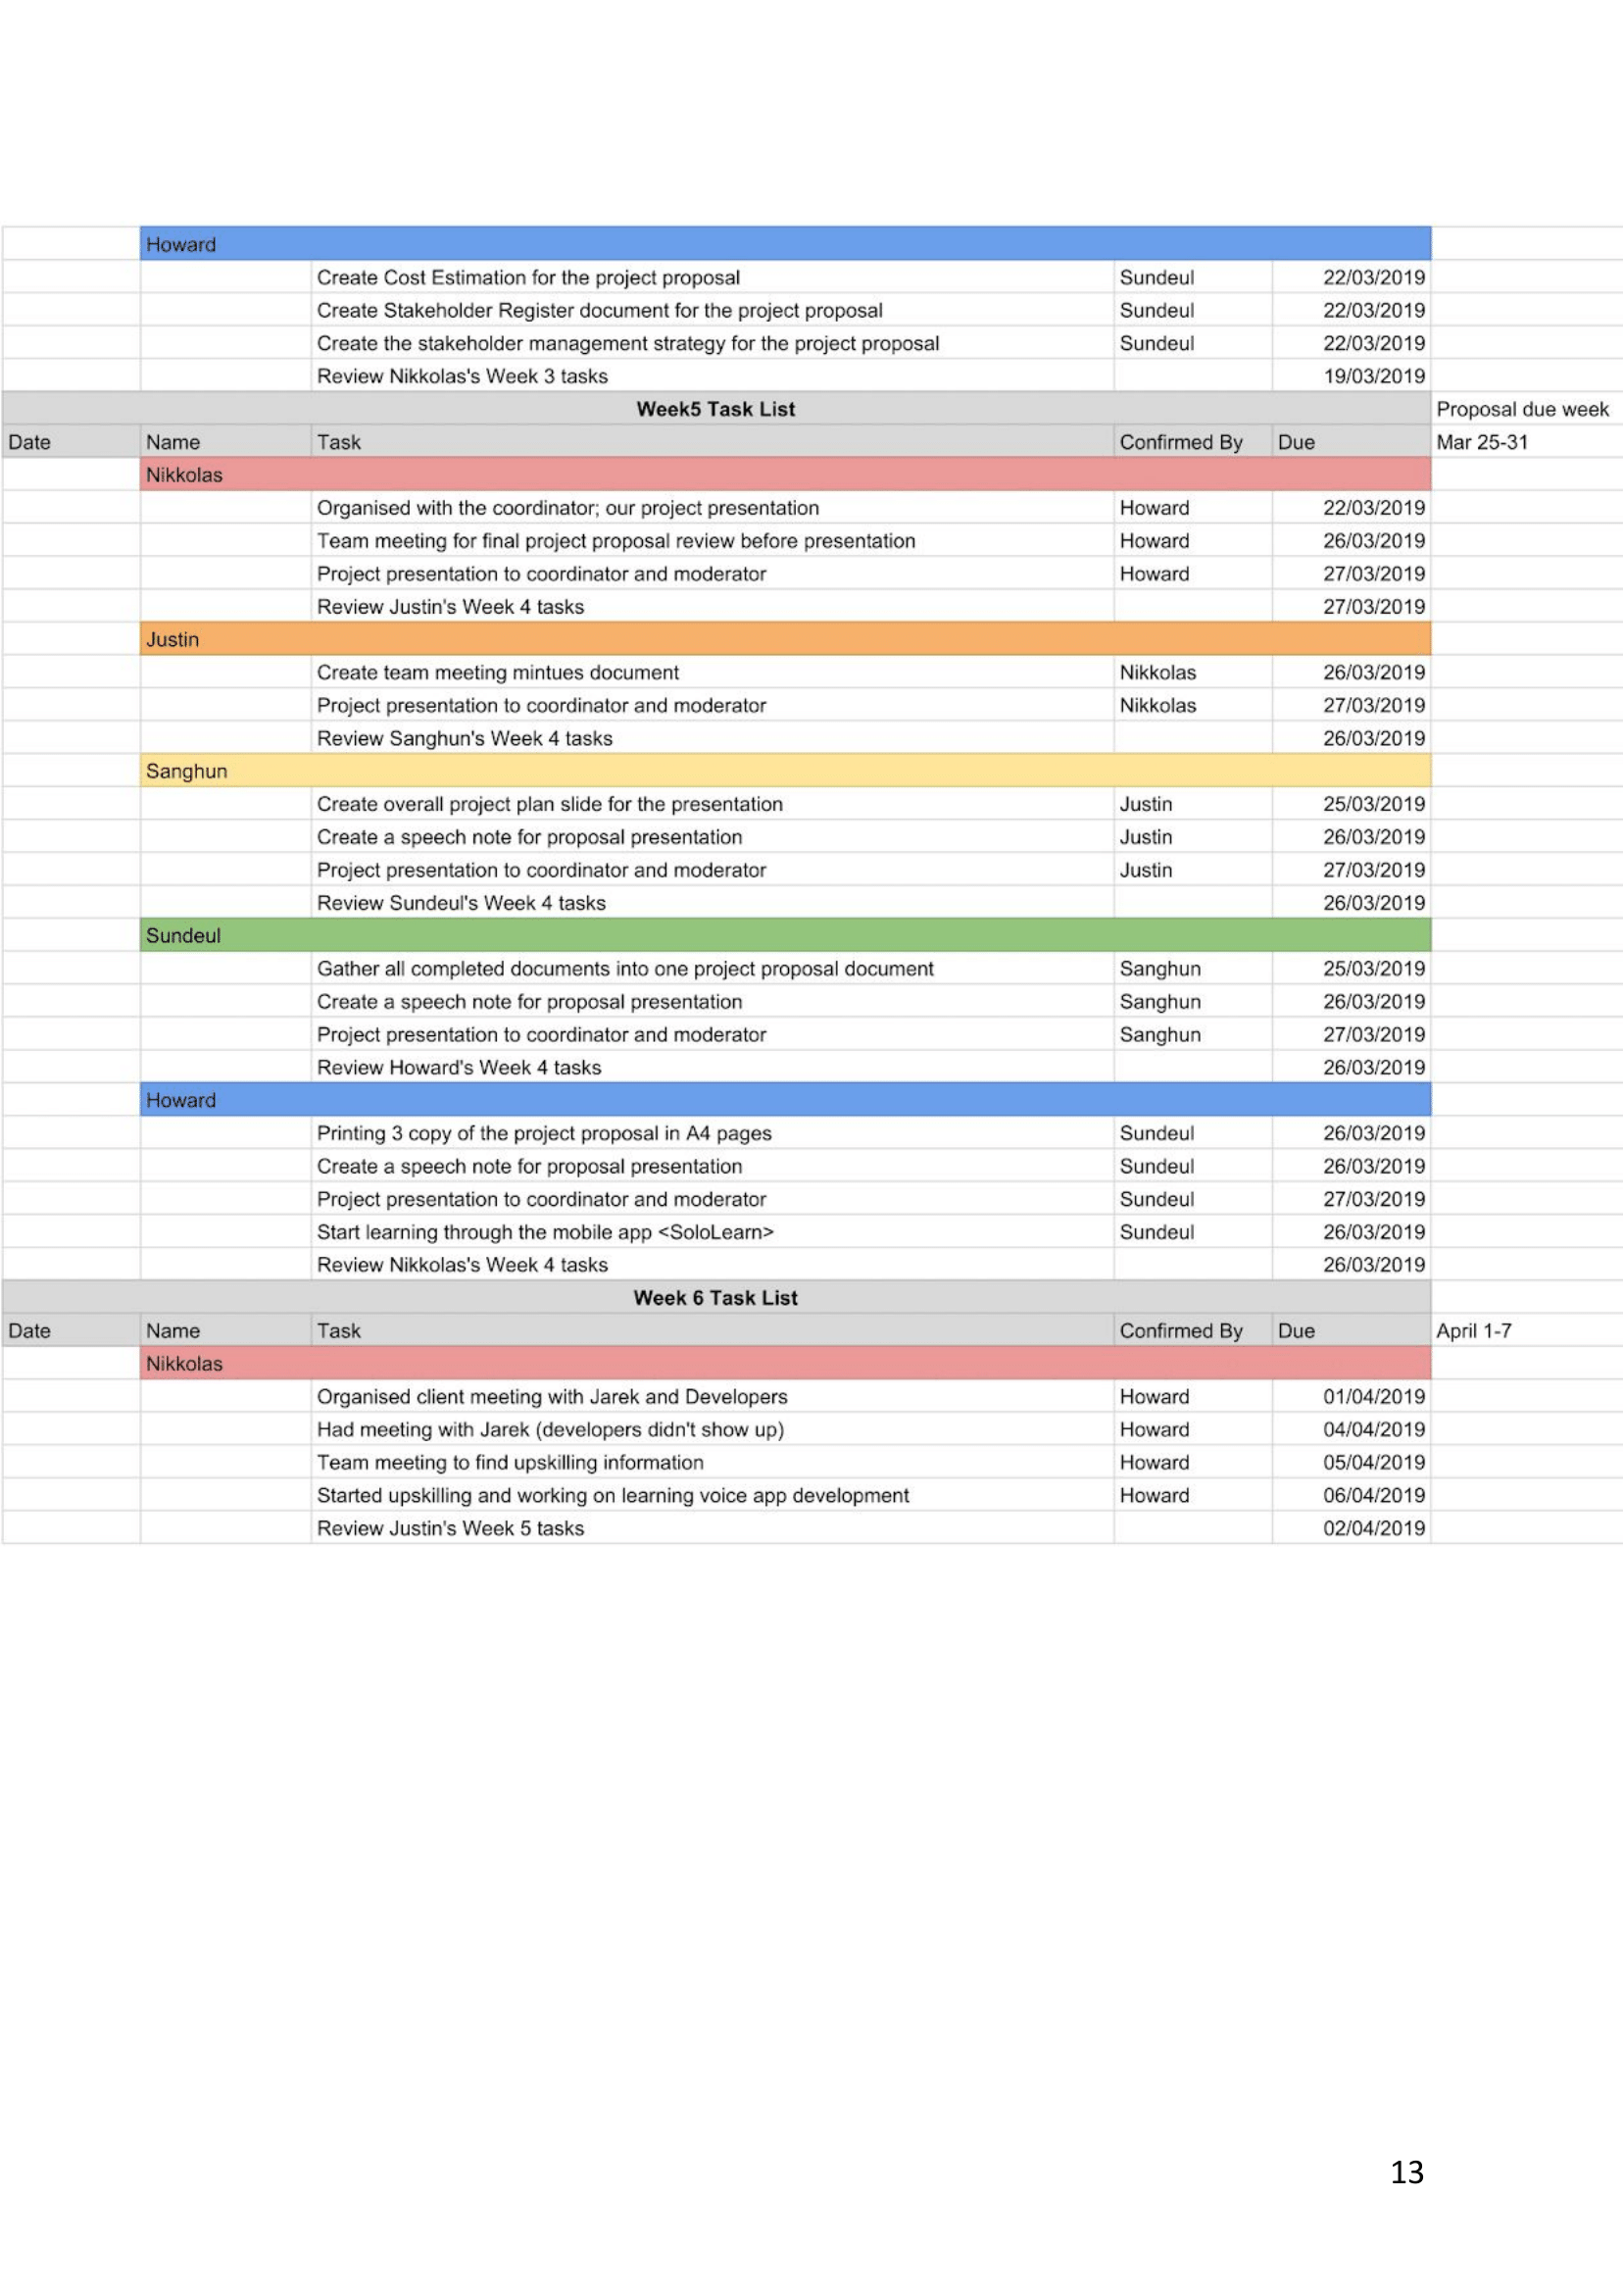 Howard
Create Cost Estimation for the project proposal Sundeul 22/03/2019
Create Stakeholder Register document for the project proposal Sundeul 22/03/2019
Create the stakeholder management strategy for the project proposal Sundeul 22/03/2019
Review Nikkolas's Week 3 tasks 19/03/2019
Week5 Task List Proposal due week
Date Name Task Confirmed By Due Mar 25-31
Nikkolas
Organised with the coordinator; our project presentation Howard 22/03/2019
Team meeting for final project proposal review before presentation Howard 26/03/2019
Project presentation to coordinator and moderator Howard 27/03/2019
Review Justin's Week 4 tasks 27/03/2019
Justin
Create team meeting mintues document Nikkolas 26/03/2019
Project presentation to coordinator and moderator Nikkolas 27/03/2019
Review Sanghun's Week 4 tasks 26/03/2019
Sanghun
Create overall project plan slide for the presentation Justin 25/03/2019
Create a speech note for proposal presentation Justin 26/03/2019
Project presentation to coordinator and moderator Justin 27/03/2019
Review Sundeul's Week 4 tasks 26/03/2019
Sundeul
Gather all completed documents into one project proposal document Sanghun 25/03/2019
Create a speech note for proposal presentation Sanghun 26/03/2019
Project presentation to coordinator and moderator Sanghun 27/03/2019
Review Howard's Week 4 tasks 26/03/2019
Howard
Printing 3 copy of the project proposal in A4 pages Sundeul 26/03/2019
Create a speech note for proposal presentation Sundeul 26/03/2019
Project presentation to coordinator and moderator Sundeul 27/03/2019
Start learning through the mobile app <SoloLearn> Sundeul 26/03/2019
Review Nikkolas's Week 4 tasks 26/03/2019
Week 6 Task List
Date Name Task Confirmed By Due April 1-7
Nikkolas
Organised client meeting with Jarek and Developers Howard 01/04/2019
Had meeting with Jarek (developers didn't show up) Howard 04/04/2019
Team meeting to find upskilling information Howard 05/04/2019
Started upskilling and working on learning voice app development Howard 06/04/2019
Review Justin's Week 5 tasks 02/04/2019
13